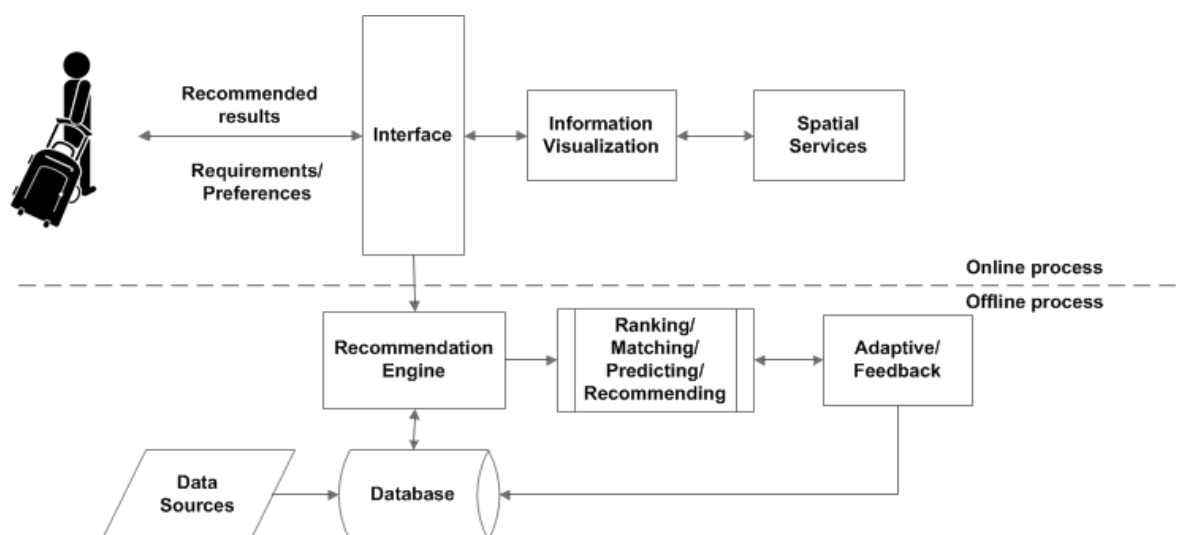 Recommended
results
Requirements/
Preferences
Interface
Information
Visualization
Spatial
Services
Online process
Offline process
Recommendation
Engine
Ranking/
Matching/
Predicting/
Recommending
Adaptive/
Feedback
Data
Sources
Database